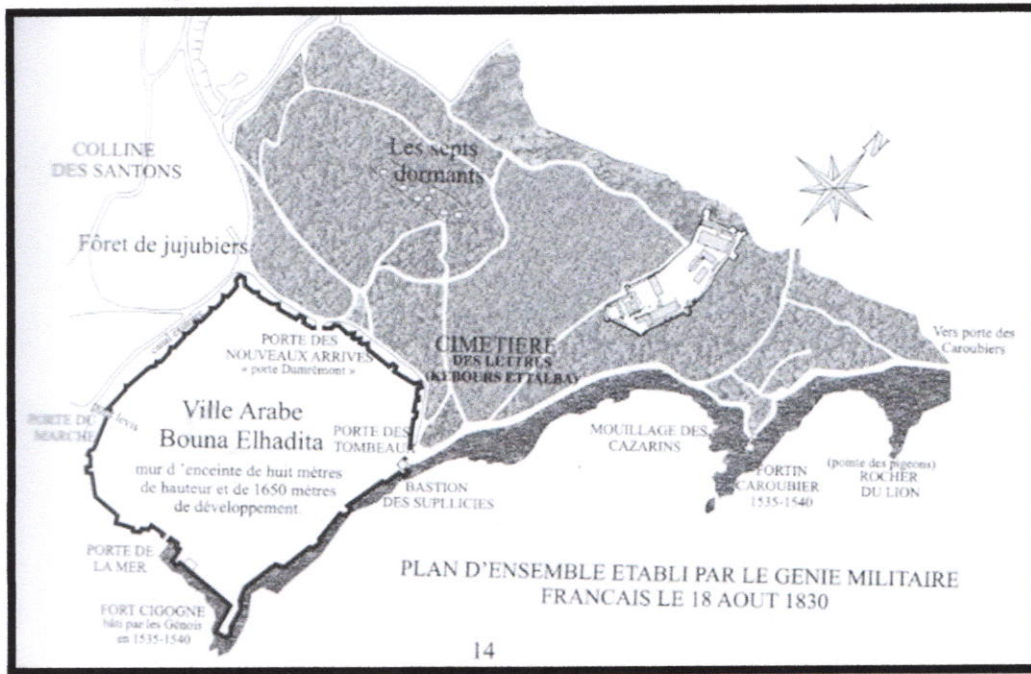 COLLINE
DES SANTONS
Les septs
dormants
N
Fôret de jujubiers
PORTE DES
NOUVEAUX ARRIVES
« porte Damrémont »
CIMETIERE
DES LETTRES
(KEBOURS ETTALBA)
Vers porte des
Caroubiers
PORTE DU
MARCHE
levis
Ville Arabe
Bouna Elhadita
mur d'enceinte de huit mètres
de hauteur et de 1650 mètres
de développement
PORTE DES
TOMBEAUX
MOUILLAGE DES
CAZARINS
BASTION
DES SUPLLICIES
FORTIN
CAROUBIER
1535-1540
(pointe des pigeons)
ROCHER
DU LION
PORTE DE
LA MER
FORT CIGOGNE
bâti par les Génois
en 1535-1540
PLAN D'ENSEMBLE ETABLI PAR LE GENIE MILITAIRE
FRANCAIS LE 18 AOUT 1830
14